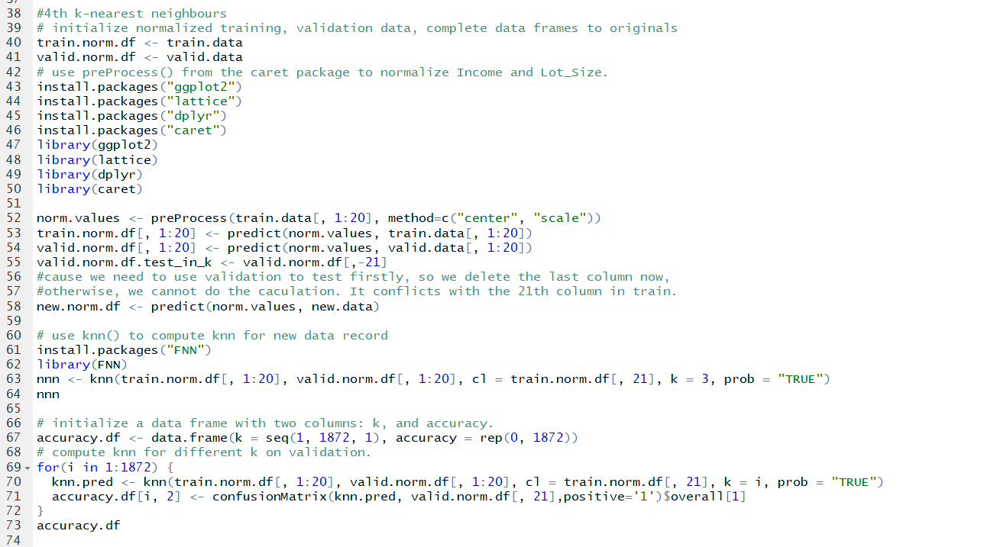 37
38 #4th k-nearest neighbours
39 # initialize normalized training, validation data, complete data frames to originals
40 train.norm.df <- train.data
41 valid.norm.df <- valid.data
42 # use preProcess() from the caret package to normalize Income and Lot_Size.
43 install.packages("ggplot2")
44 install.packages("lattice")
45 install.packages("dplyr")
46 install.packages("caret")
47 library(ggplot2)
48 library(lattice)
49 library(dplyr)
50 library(caret)
51
52 norm.values <- preProcess(train.data[, 1:20], method=c("center", "scale"))
53 train.norm.df[, 1:20] <- predict(norm.values, train.data[, 1:20])
54 valid.norm.df[, 1:20] <- predict(norm.values, valid.data[, 1:20])
55 valid.norm.df.test_in_k <- valid.norm.df[,-21]
56 #cause we need to use validation to test firstly, so we delete the last column now,
57 #otherwise, we cannot do the caculation. It conflicts with the 21th column in train.
58 new.norm.df <- predict(norm.values, new.data)
59
60 # use knn() to compute knn for new data record
61 install.packages("FNN")
62 library(FNN)
63 nnn <- knn(train.norm.df[, 1:20], valid.norm.df[, 1:20], cl = train.norm.df[, 21], k = 3, prob = "TRUE")
64 nnn
65
66 # initialize a data frame with two columns: k, and accuracy.
67 accuracy.df <- data.frame(k = seq(1, 1872, 1), accuracy = rep(0, 1872))
68 # compute knn for different k on validation.
69 for(i in 1:1872) {
70   knn.pred <- knn(train.norm.df[, 1:20], valid.norm.df[, 1:20], cl = train.norm.df[, 21], k = i, prob = "TRUE")
71   accuracy.df[i, 2] <- confusionMatrix(knn.pred, valid.norm.df[, 21],positive='1')$overall[1]
72 }
73 accuracy.df
74